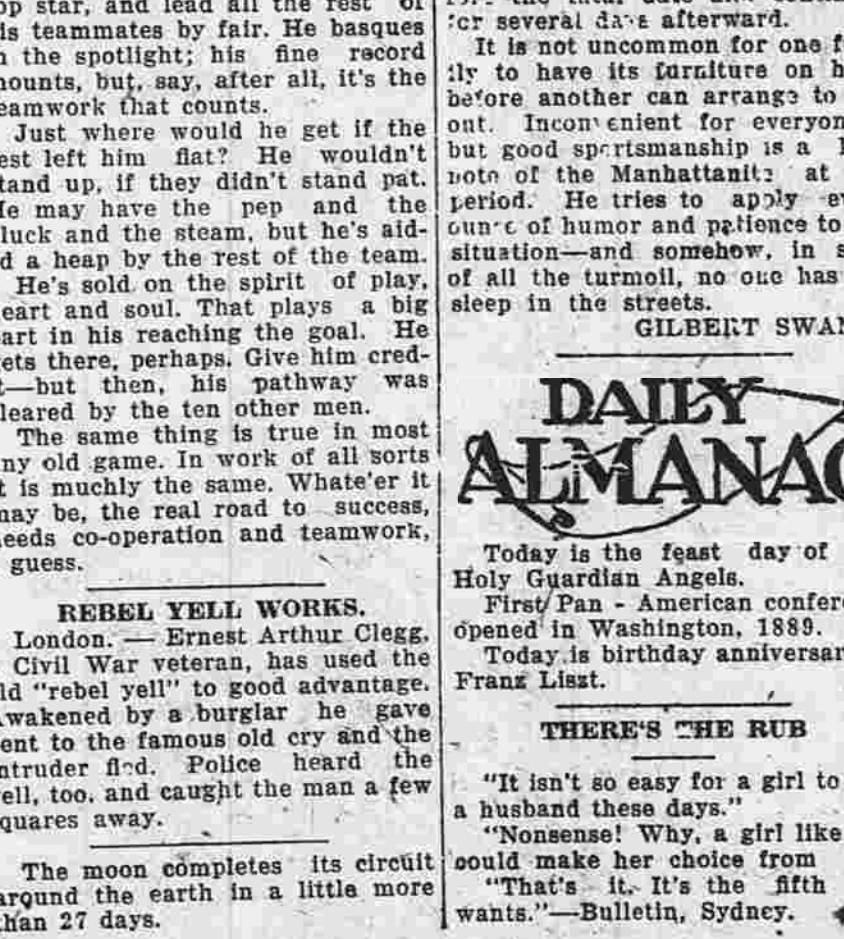 op star, and lead all the rest of
is teammates by fair. He basques
n the spotlight; his fine record
nounts, but, say, after all, it's the
eamwork that counts.
Just where would he get if the
est left him flat? He wouldn't
tand up, if they didn't stand pat.
He may have the pep and the
luck and the steam, but he's aid-
d a heap by the rest of the team.
He's sold on the spirit of play,
eart and soul. That plays a big
art in his reaching the goal. He
ets there, perhaps. Give him cred-
t—but then, his pathway was
leared by the ten other men.
The same thing is true in most
ny old game. In work of all sorts
t is muchly the same. Whate'er it
may be, the real road to success,
needs co-operation and teamwork,
guess.
REBEL YELL WORKS.
London. — Ernest Arthur Clegg,
Civil War veteran, has used the
ld "rebel yell" to good advantage.
Awakened by a burglar he gave
ent to the famous old cry and the
ntruder fled. Police heard the
ell, too, and caught the man a few
quares away.
The moon completes its circuit
around the earth in a little more
than 27 days.
for several days afterward.
It is not uncommon for one f
ily to have its furniture on h
before another can arrange to
out. Inconvenient for everyon
but good sportsmanship is a
note of the Manhattanite at
period. He tries to apply ev
ounce of humor and patience to
situation—and somehow, in s
of all the turmoil, no one has
sleep in the streets.
GILBERT SWAN
DAILY
ALMANAC
Today is the feast day of
Holy Guardian Angels.
First Pan - American confer
opened in Washington, 1889.
Today is birthday anniversar
Franz Liszt.
THERE'S THE RUB
"It isn't so easy for a girl to
a husband these days."
"Nonsense! Why, a girl like
could make her choice from
"That's it. It's the fifth
wants."—Bulletin, Sydney.